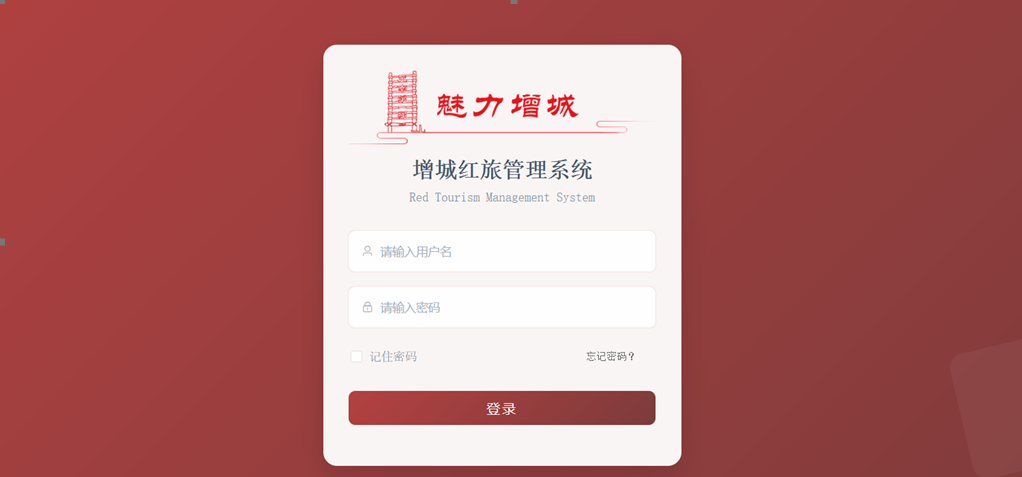 魅力增城
增城红旅管理系统
Red Tourism Management System
请输入用户名
请输入密码
记住密码
忘记密码？
登录